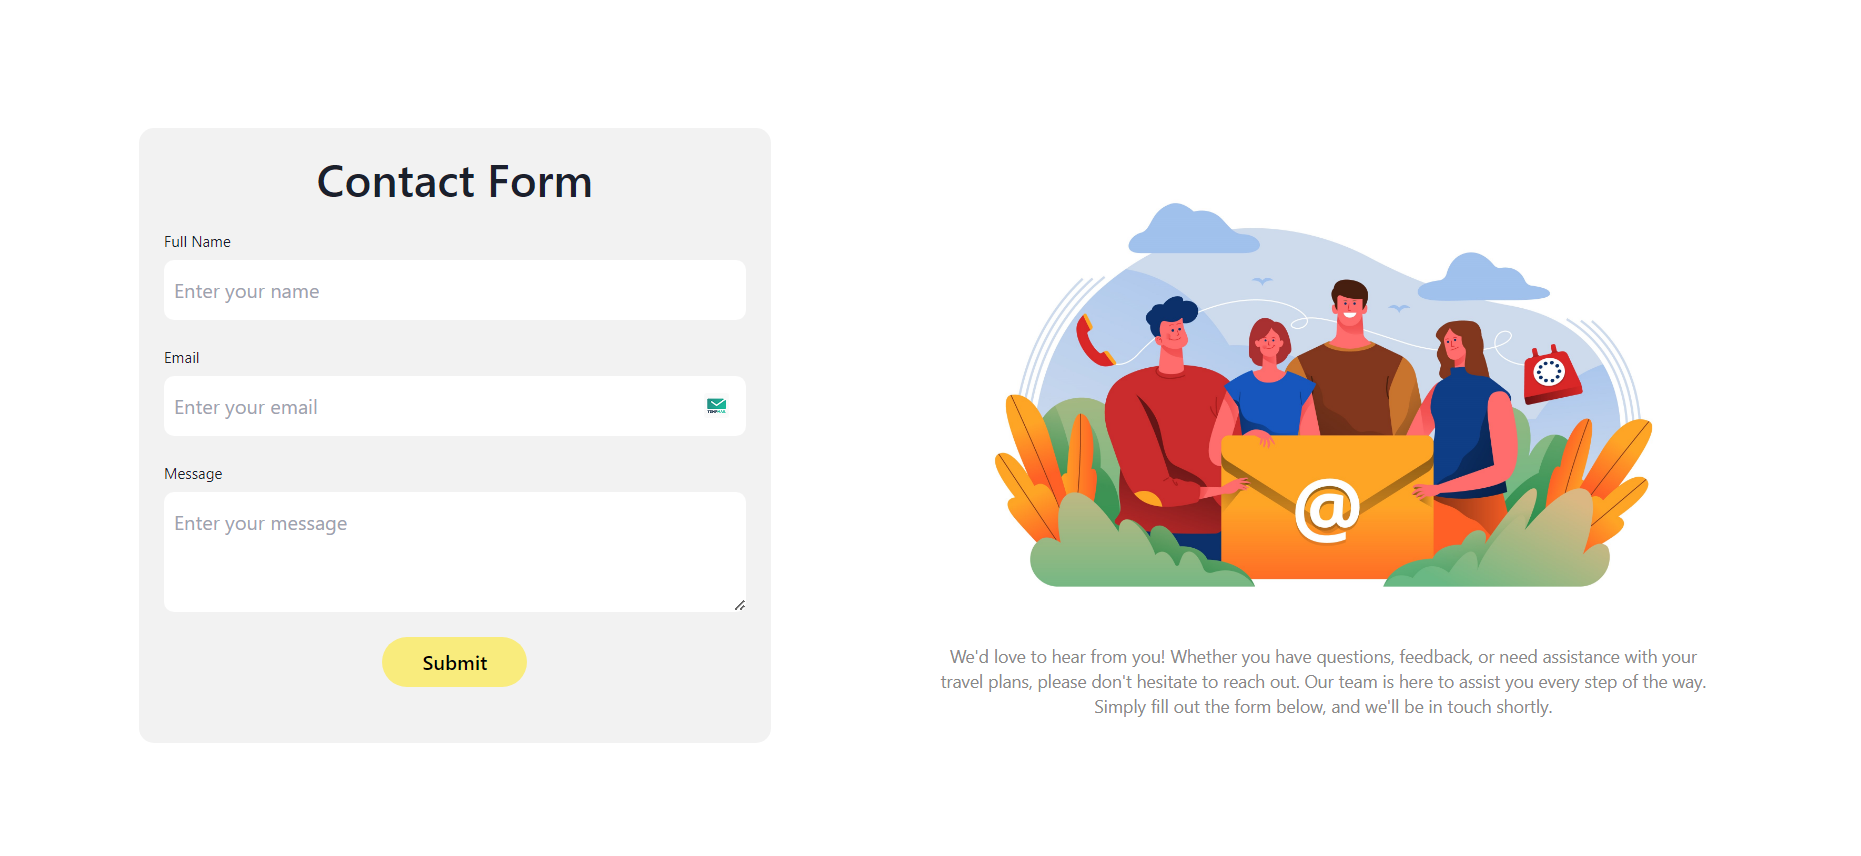 Contact Form
Full Name
Enter your name
Email
Enter your email
Message
Enter your message
Submit
@
We'd love to hear from you! Whether you have questions, feedback, or need assistance with your
travel plans, please don't hesitate to reach out. Our team is here to assist you every step of the way.
Simply fill out the form below, and we'll be in touch shortly.